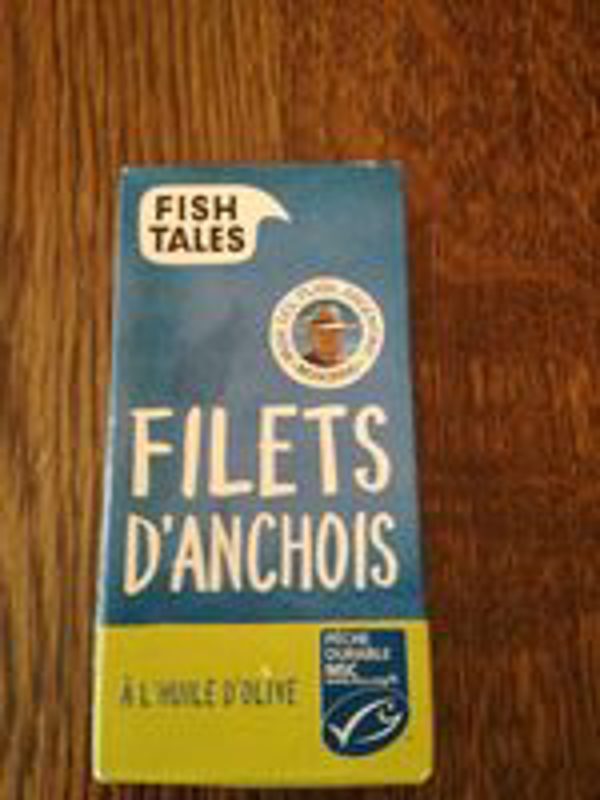 FISH
TALES
FILETS
D'ANCHOIS
À L'HUILE D'OLIVE
PÊCHE
DURABLE
MSC